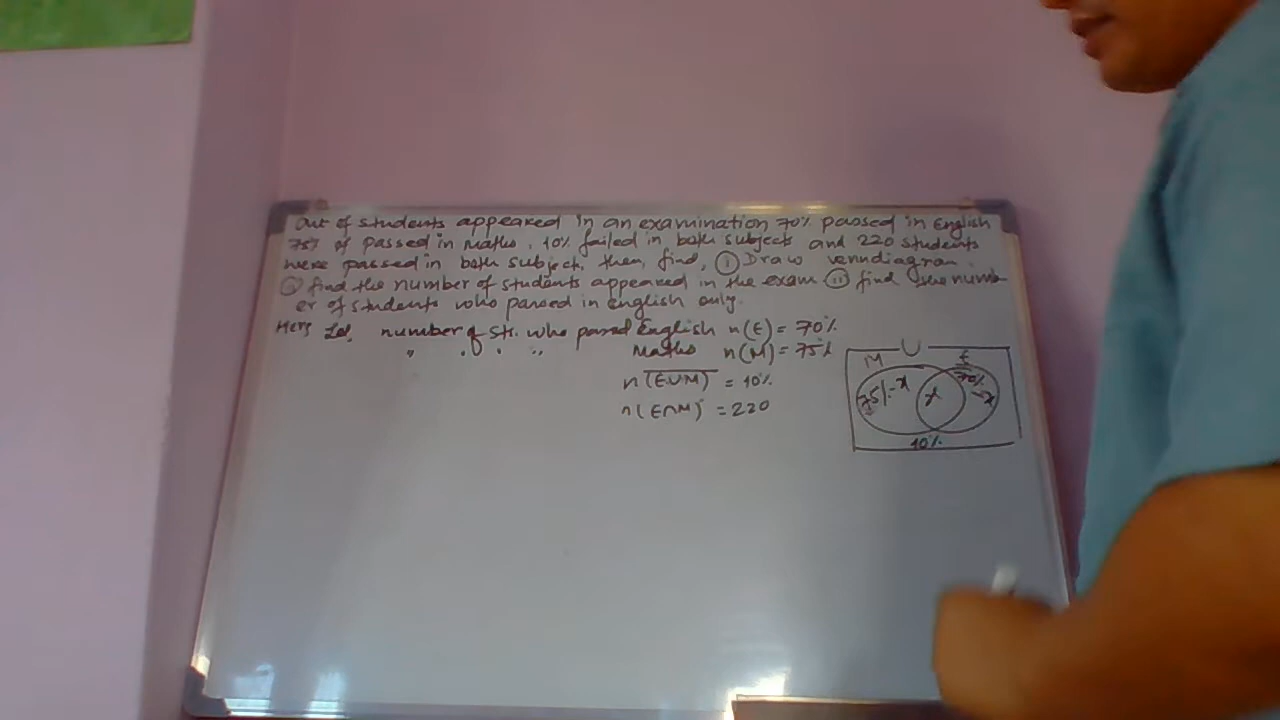 Out of students appeared in an examination 70% passed in English
75% of passed in Maths, 10% failed in both subjects and 220 students
were passed in both subject, then, find, (i) Draw venndiagram.
find the number of students appeared in the exam (iii) find the numb-
er of students who passed in english only.
Here, Let, number of St. who passed English n(E) = 70%
" " " " Maths n(M) = 75%
n(E∪M) = 10%
n(E∩M) = 220
U
M E
75%-x x 70%-x
10%